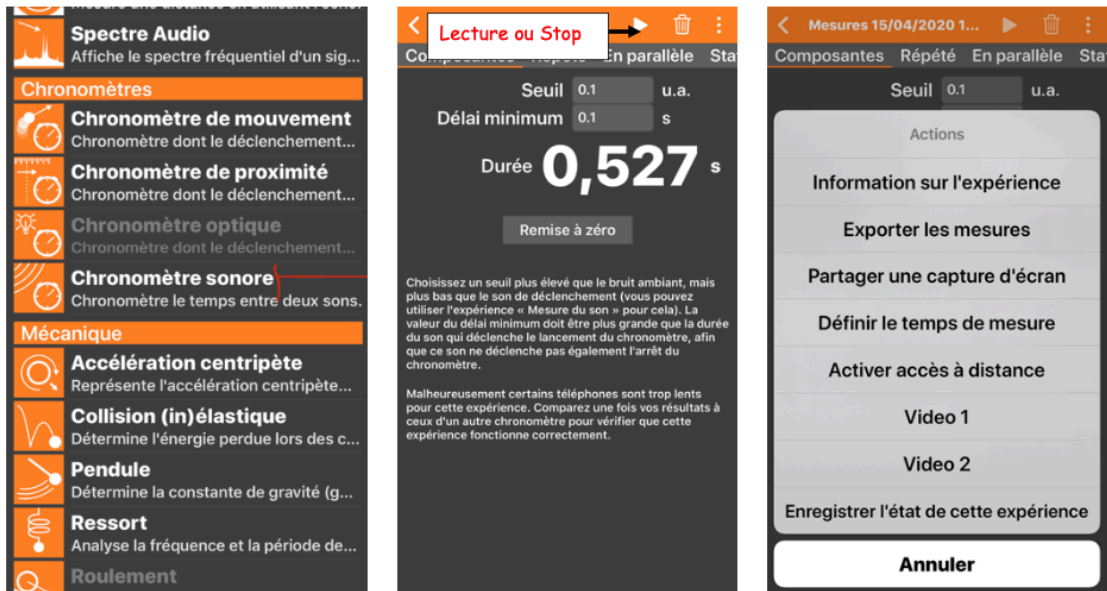 Spectre Audio
Affiche le spectre fréquentiel d'un sig...
Chronomètres
Chronomètre de mouvement
Chronomètre dont le déclenchement...
Chronomètre de proximité
Chronomètre dont le déclenchement...
Chronomètre optique
Chronomètre dont le déclenchement...
Chronomètre sonore
Chronomètre le temps entre deux sons.
Mécanique
Accélération centripète
Représente l'accélération centripète...
Collision (in)élastique
Détermine l'énergie perdue lors des c...
Pendule
Détermine la constante de gravité (g...
Ressort
Analyse la fréquence et la période de...
Roulement
Lecture ou Stop
En parallèle Sta
Seuil 0.1 u.a.
Délai minimum 0.1 s
Durée 0,527 s
Remise à zéro
Choisissez un seuil plus élevé que le bruit ambiant, mais
plus bas que le son de déclenchement (vous pouvez
utiliser l'expérience « Mesure du son » pour cela). La
valeur du délai minimum doit être plus grande que la durée
du son qui déclenche le lancement du chronomètre, afin
que ce son ne déclenche pas également l'arrêt du
chronomètre.
Malheureusement certains téléphones sont trop lents
pour cette expérience. Comparez une fois vos résultats à
ceux d'un autre chronomètre pour vérifier que cette
expérience fonctionne correctement.
Mesures 15/04/2020 1...
Composantes Répété En parallèle Sta
Seuil 0.1 u.a.
Actions
Information sur l'expérience
Exporter les mesures
Partager une capture d'écran
Définir le temps de mesure
Activer accès à distance
Video 1
Video 2
Enregistrer l'état de cette expérience
Annuler